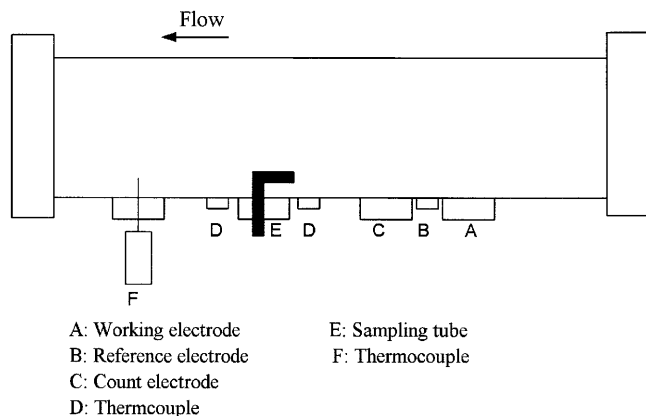 Flow
D E D C B A
F
A: Working electrode
B: Reference electrode
C: Count electrode
D: Thermcouple
E: Sampling tube
F: Thermocouple